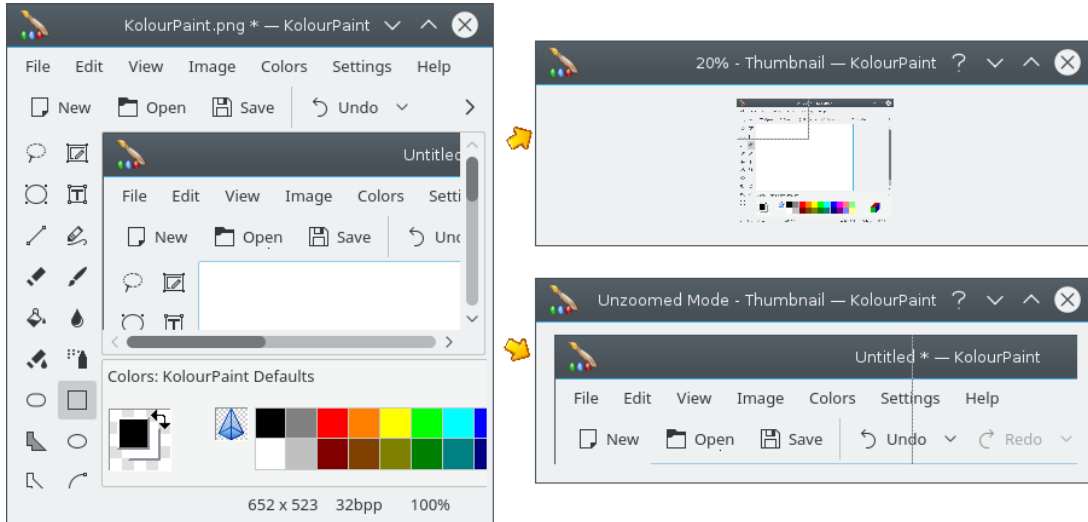 KolourPaint.png * — KolourPaint
File Edit View Image Colors Settings Help
New Open Save Undo
Untitled
File Edit View Image Colors Setti
New Open Save Und
T
T
Colors: KolourPaint Defaults
652 x 523 32bpp 100%
20% - Thumbnail — KolourPaint ?
Unzoomed Mode - Thumbnail — KolourPaint ?
Untitled * — KolourPaint
File Edit View Image Colors Settings Help
New Open Save Undo Redo